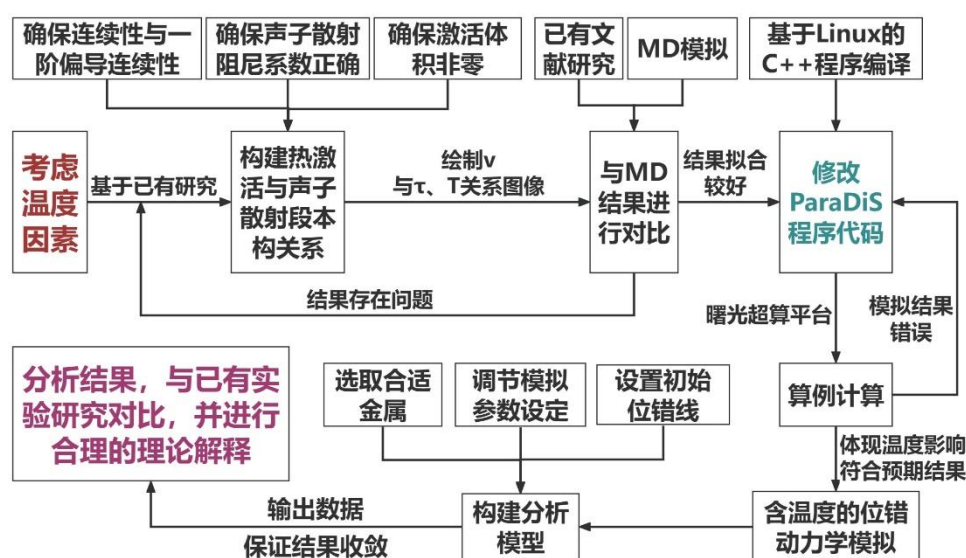 确保连续性与一
阶偏导连续性
确保声子散射
阻尼系数正确
确保激活体
积非零
已有文
献研究
MD模拟
基于Linux的
C++程序编译
考虑
温度
因素
基于已有研究
构建热激
活与声子
散射段本
构关系
绘制v
与τ、T关系图像
与MD
结果进
行对比
结果拟合
较好
修改
ParaDiS
程序代码
结果存在问题
曙光超算平台
模拟结果
错误
分析结果，与已有实
验研究对比，并进行
合理的理论解释
选取合适
金属
调节模拟
参数设定
设置初始
位错线
算例计算
体现温度影响
符合预期结果
输出数据
保证结果收敛
构建分析
模型
含温度的位错
动力学模拟